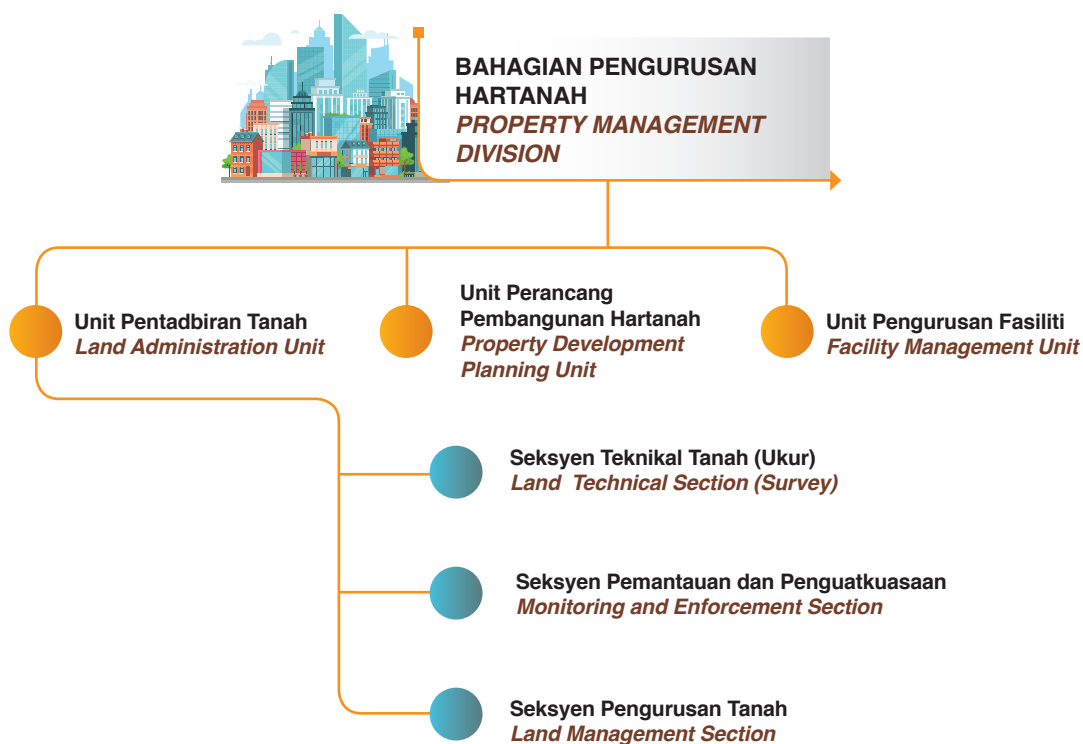 BAHAGIAN PENGURUSAN
HARTANAH
PROPERTY MANAGEMENT
DIVISION
Unit Pentadbiran Tanah
Land Administration Unit
Unit Perancang
Pembangunan Hartanah
Property Development
Planning Unit
Unit Pengurusan Fasiliti
Facility Management Unit
Seksyen Teknikal Tanah (Ukur)
Land Technical Section (Survey)
Seksyen Pemantauan dan Penguatkuasaan
Monitoring and Enforcement Section
Seksyen Pengurusan Tanah
Land Management Section